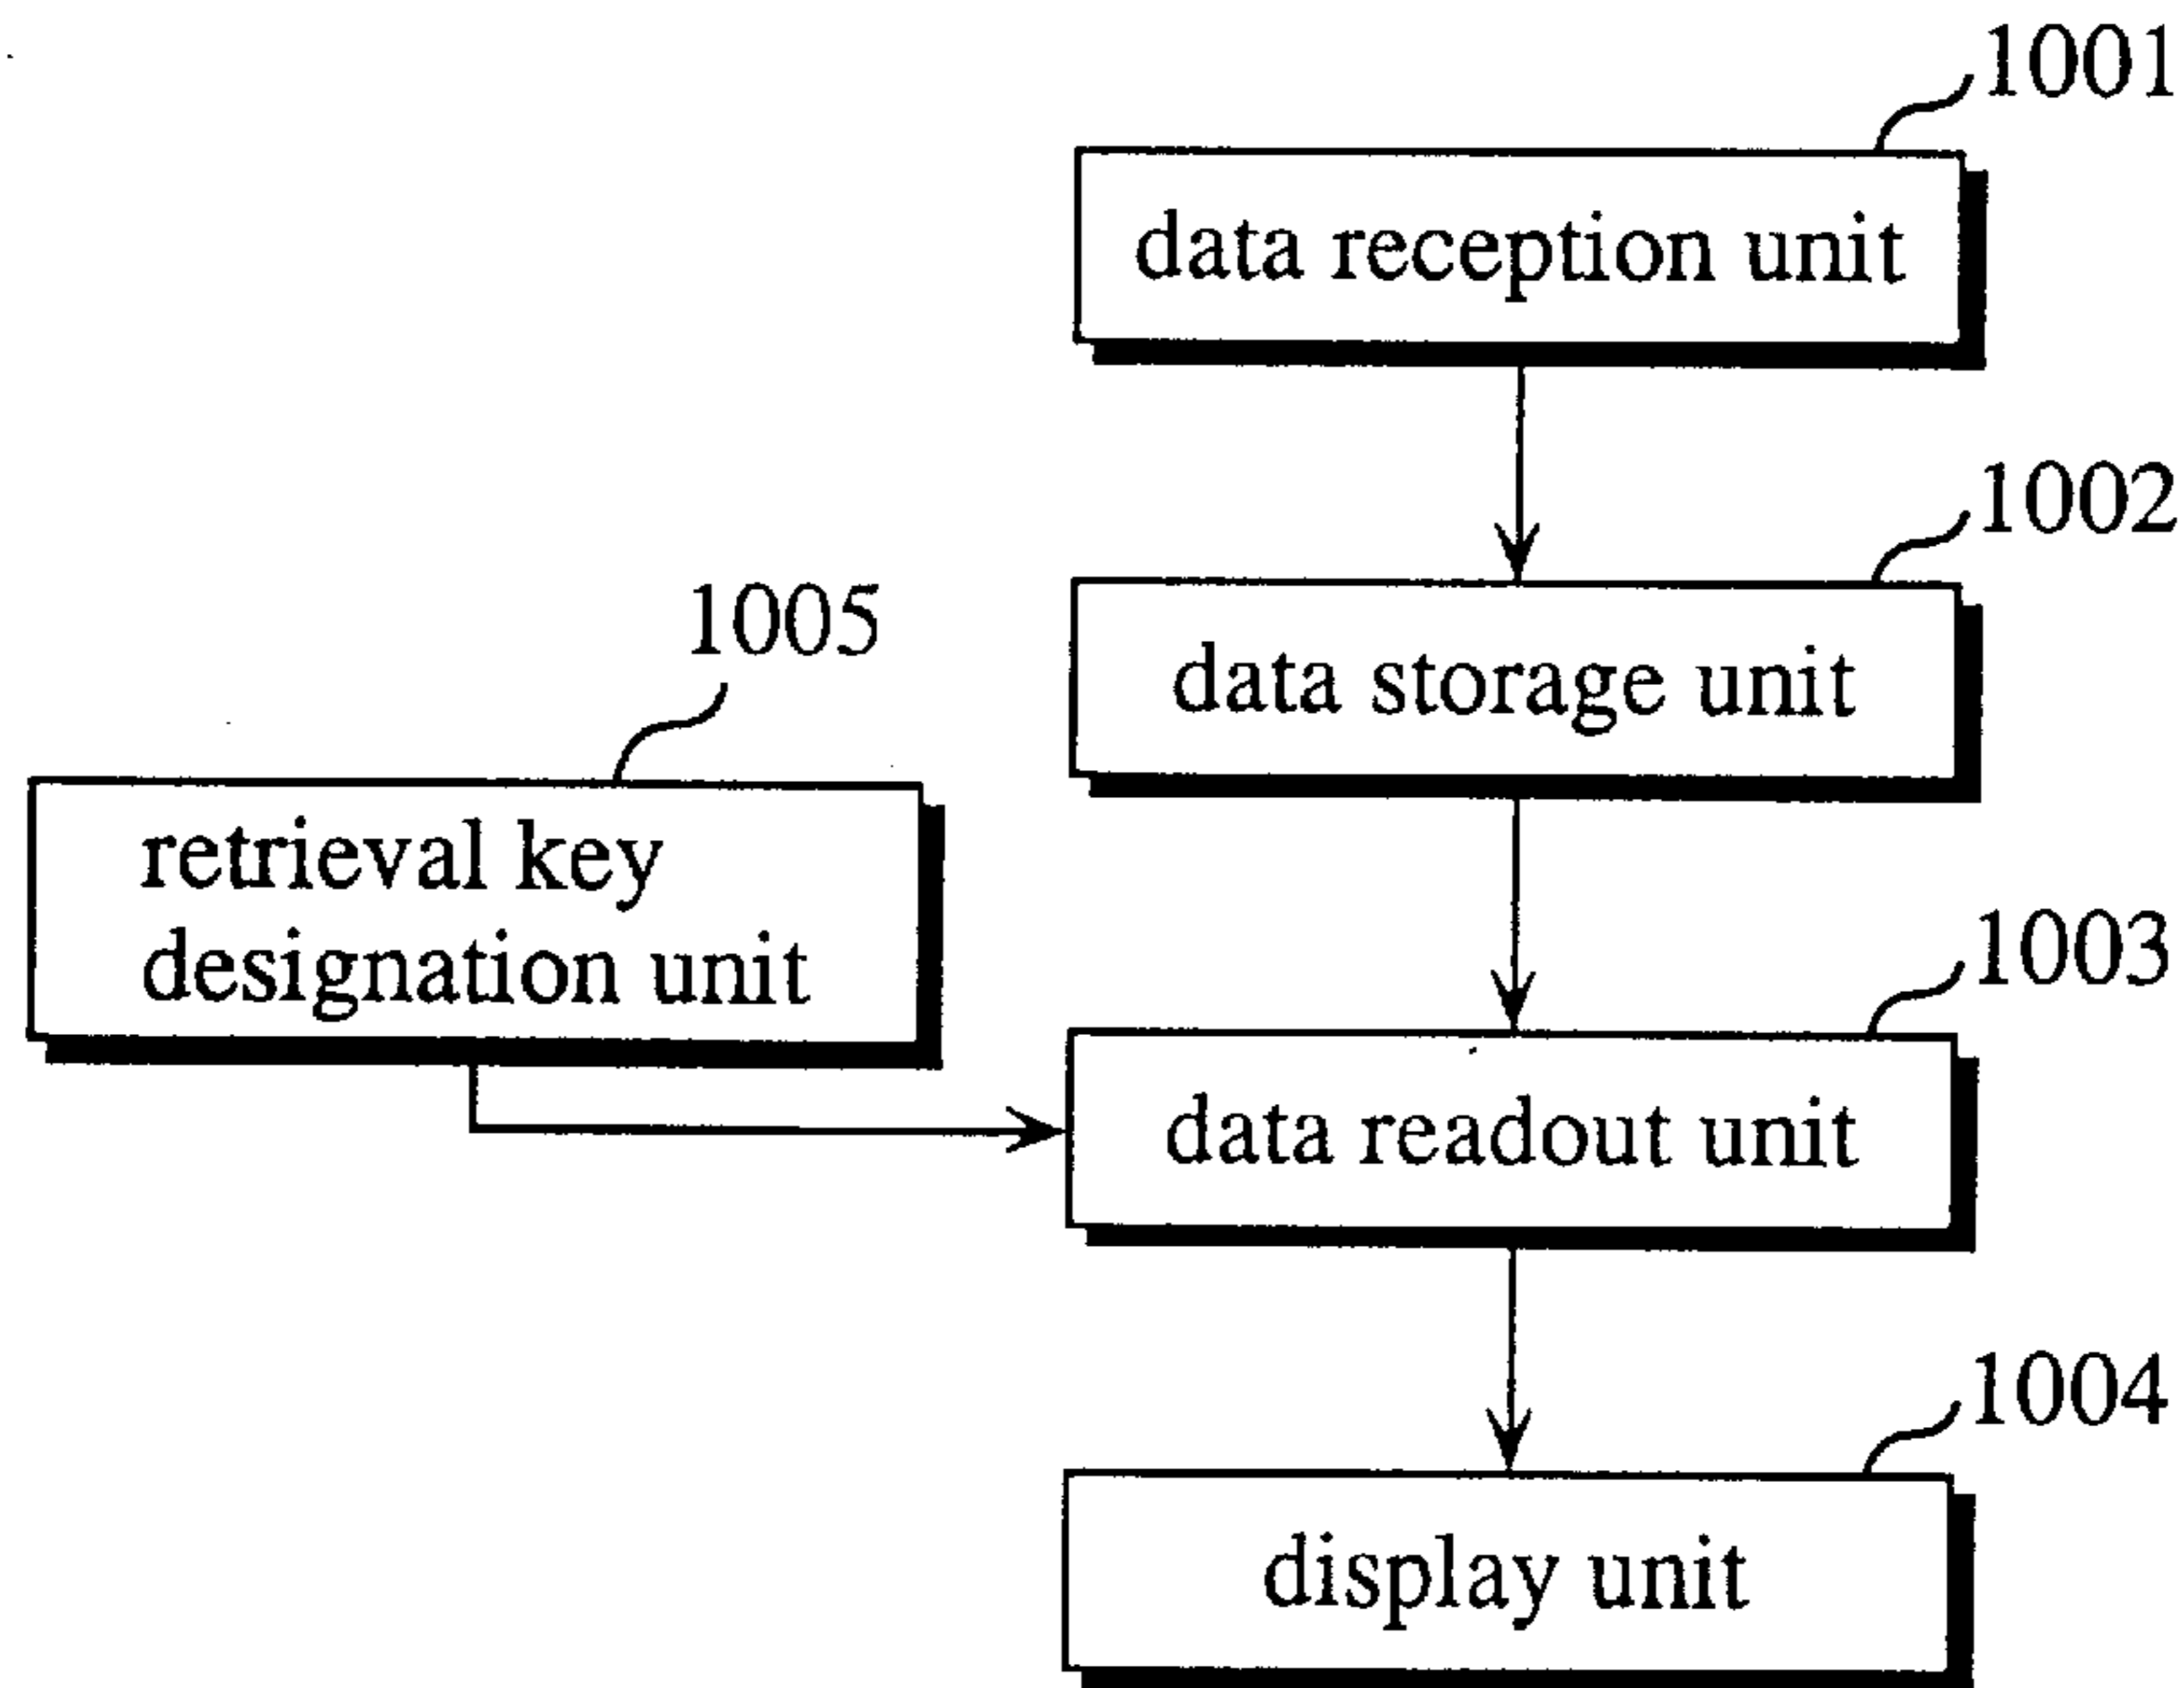 1001
data reception unit
1002
data storage unit
1005
retrieval key
designation unit
1003
data readout unit
1004
display unit